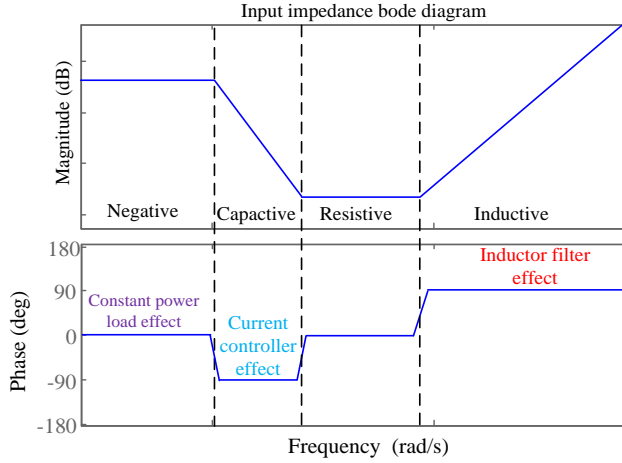 Input impedance bode diagram
Magnitude (dB)
Negative
Capactive
Resistive
Inductive
Phase (deg)
180
90
0
-90
-180
Constant power
load effect
Current
controller
effect
Inductor filter
effect
Frequency (rad/s)